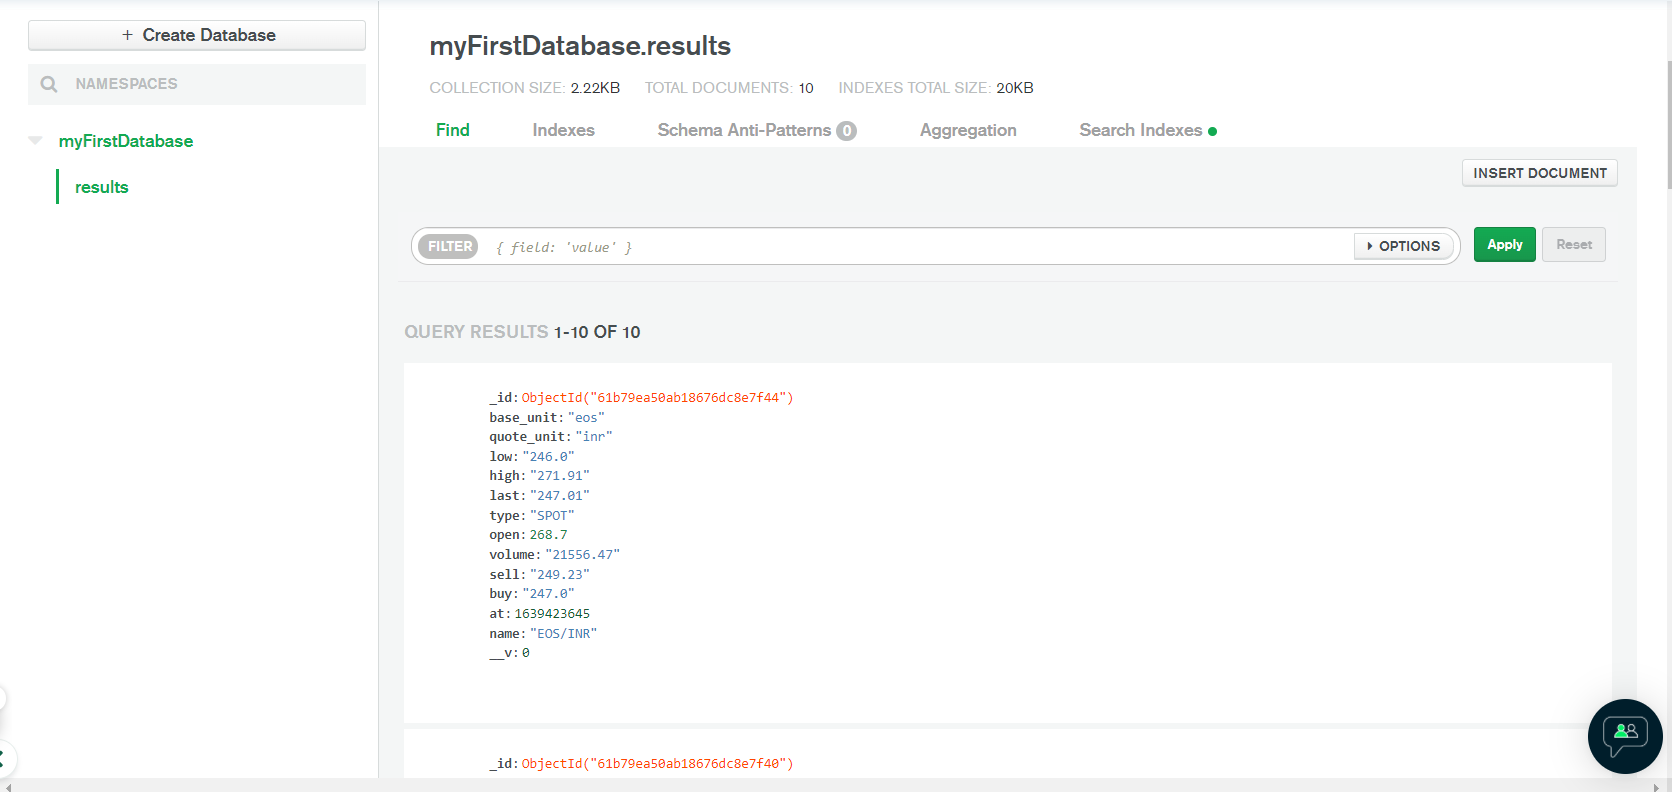 + Create Database
NAMESPACES
myFirstDatabase
results
myFirstDatabase.results
COLLECTION SIZE: 2.22KB TOTAL DOCUMENTS: 10 INDEXES TOTAL SIZE: 20KB
Find Indexes Schema Anti-Patterns 0 Aggregation Search Indexes
INSERT DOCUMENT
FILTER { field: 'value' } OPTIONS Apply Reset
QUERY RESULTS 1-10 OF 10
_id: ObjectId("61b79ea50ab18676dc8e7f44")
base_unit: "eos"
quote_unit: "inr"
low: "246.0"
high: "271.91"
last: "247.01"
type: "SPOT"
open: 268.7
volume: "21556.47"
sell: "249.23"
buy: "247.0"
at: 1639423645
name: "EOS/INR"
__v: 0
_id: ObjectId("61b79ea50ab18676dc8e7f40")